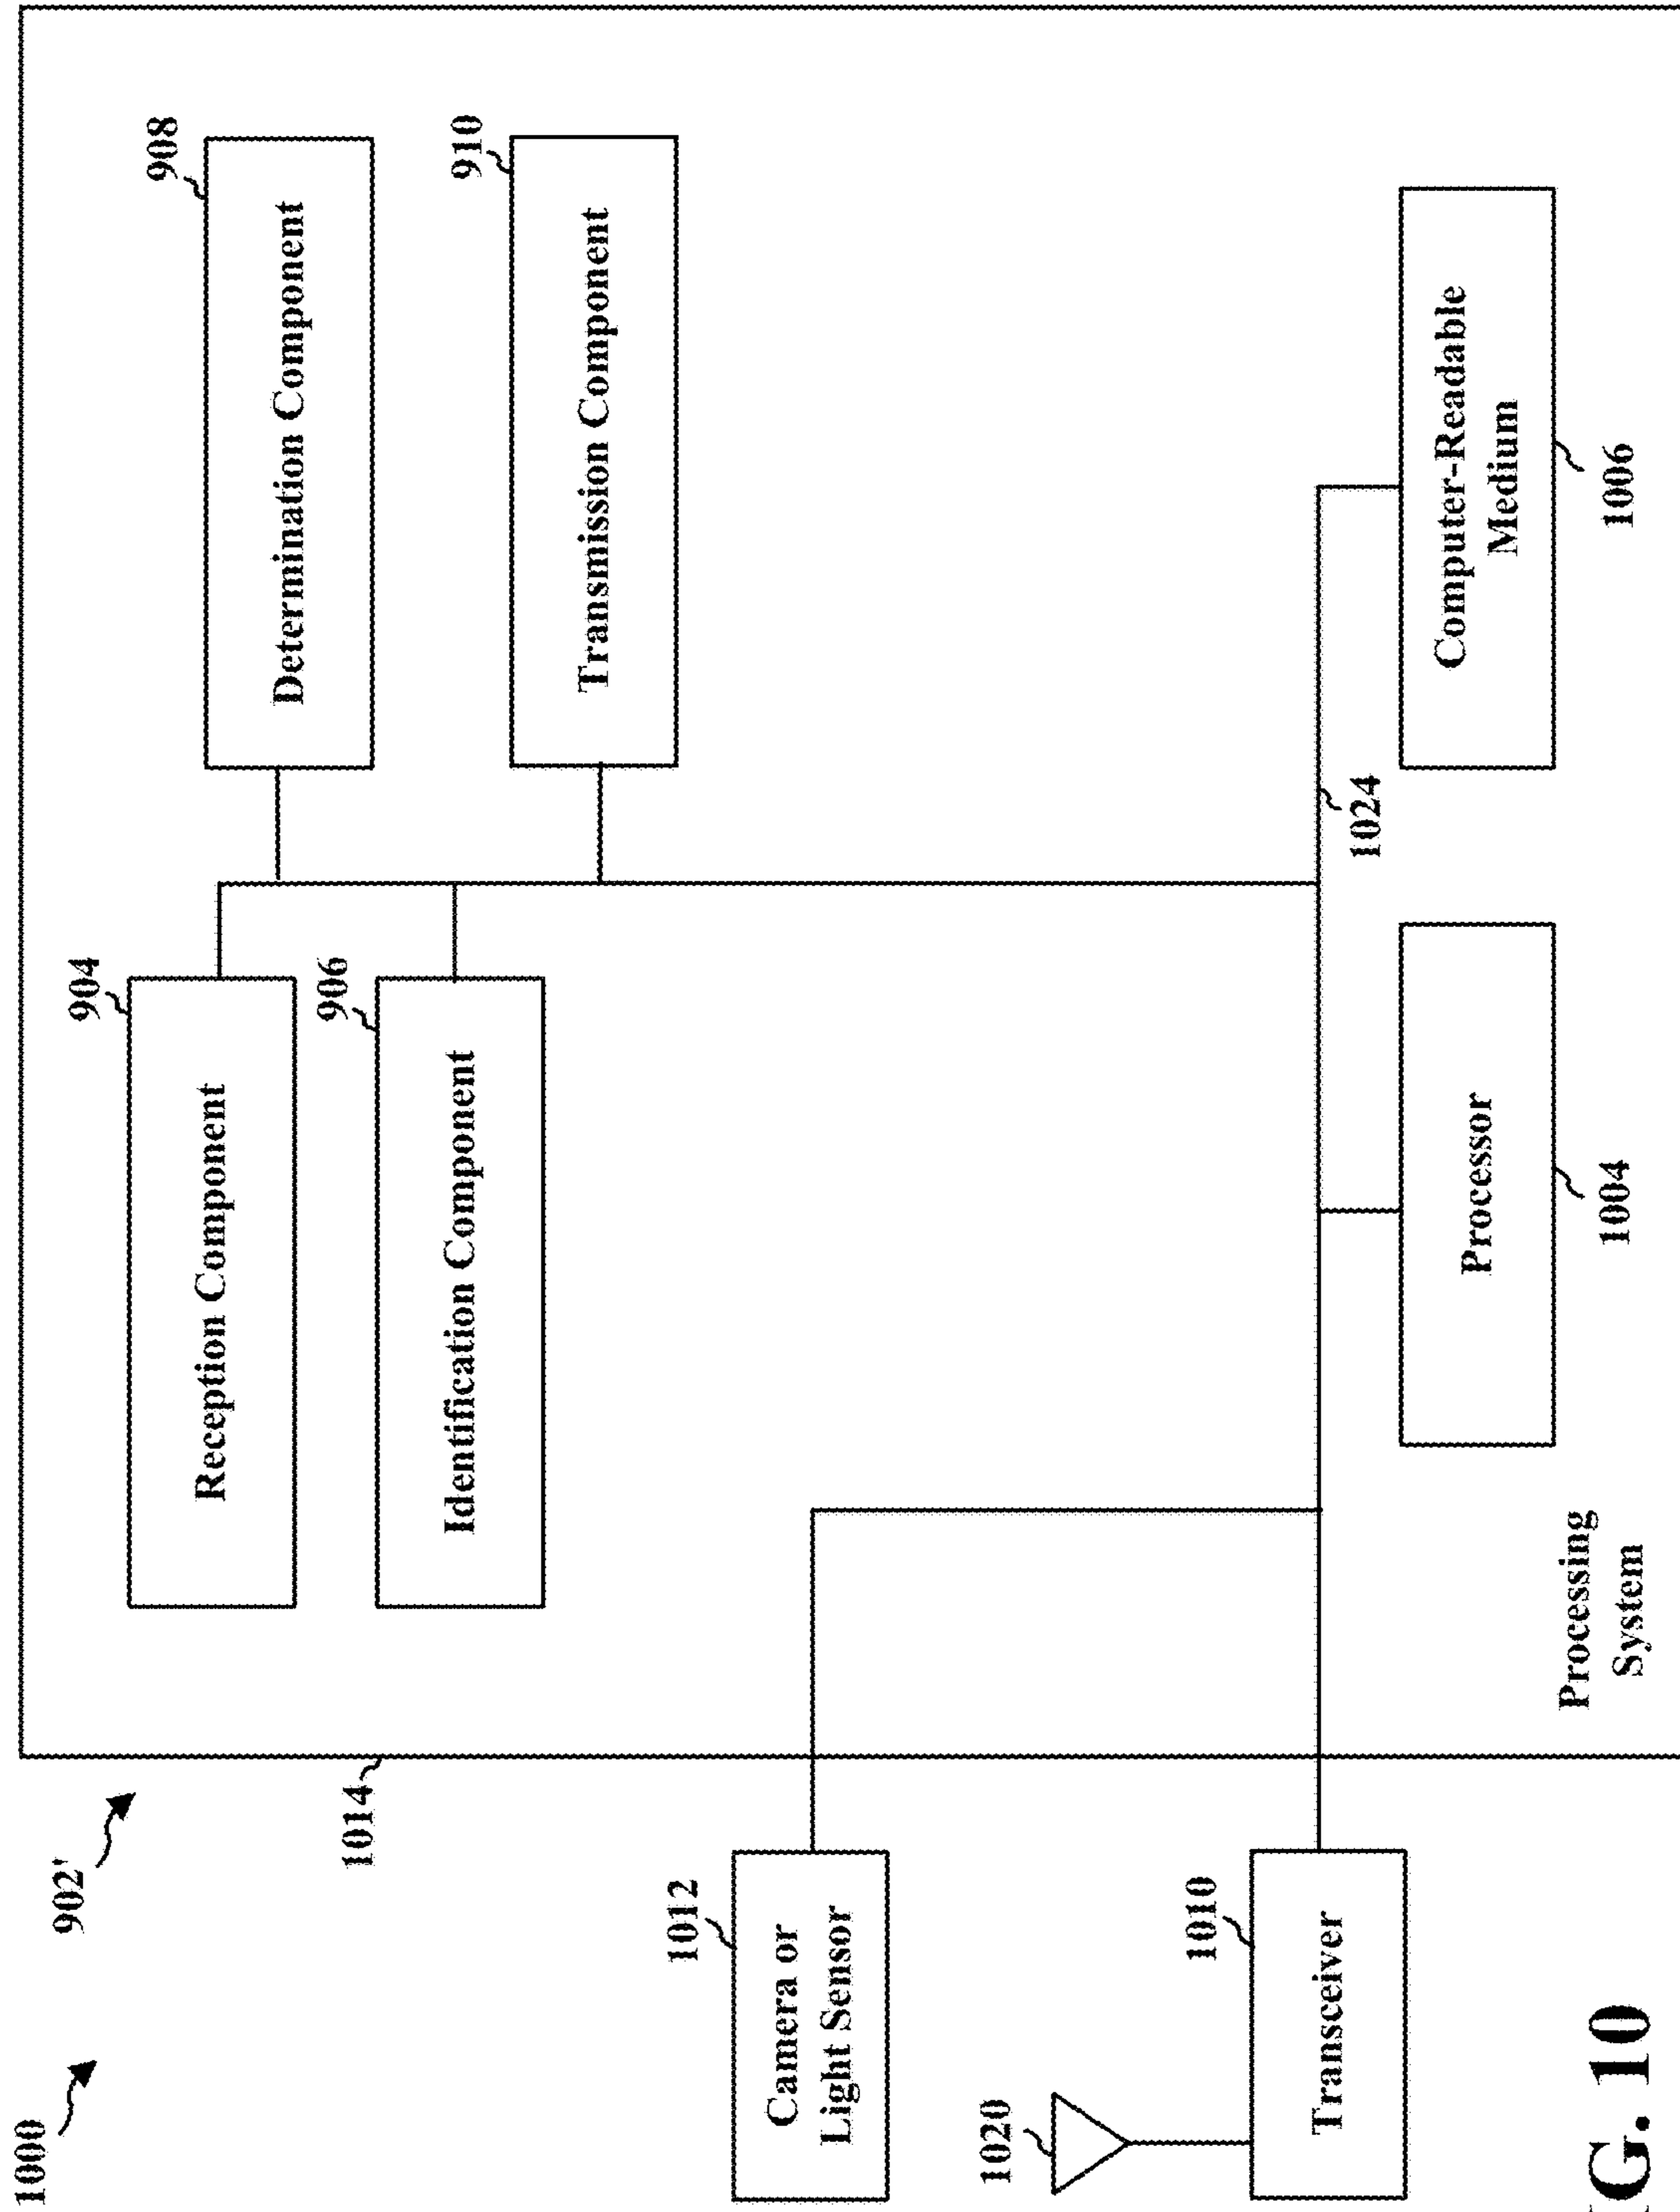 1000
902'
904
Reception Component
908
Determination Component
906
Identification Component
1014
910
Transmission Component
1012
Camera or
Light Sensor
1020
1010
Transceiver
1024
Processor
Computer-Readable
Medium
1004
1006
Processing
System
G. 10